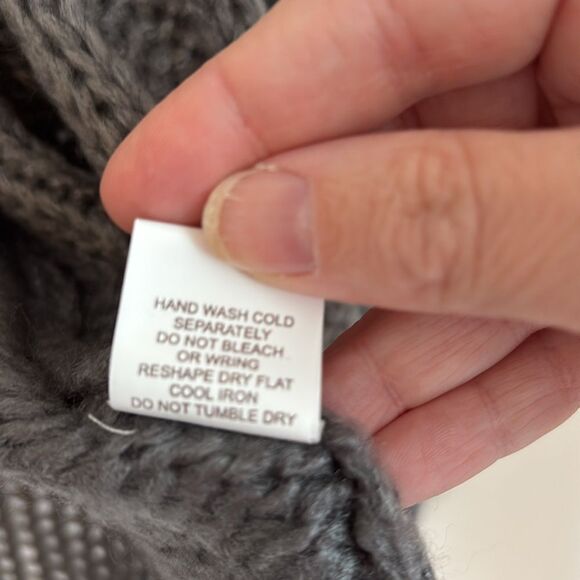 HAND WASH COLD
SEPARATELY
DO NOT BLEACH
OR WRING
RESHAPE DRY FLAT
COOL IRON
DO NOT TUMBLE DRY